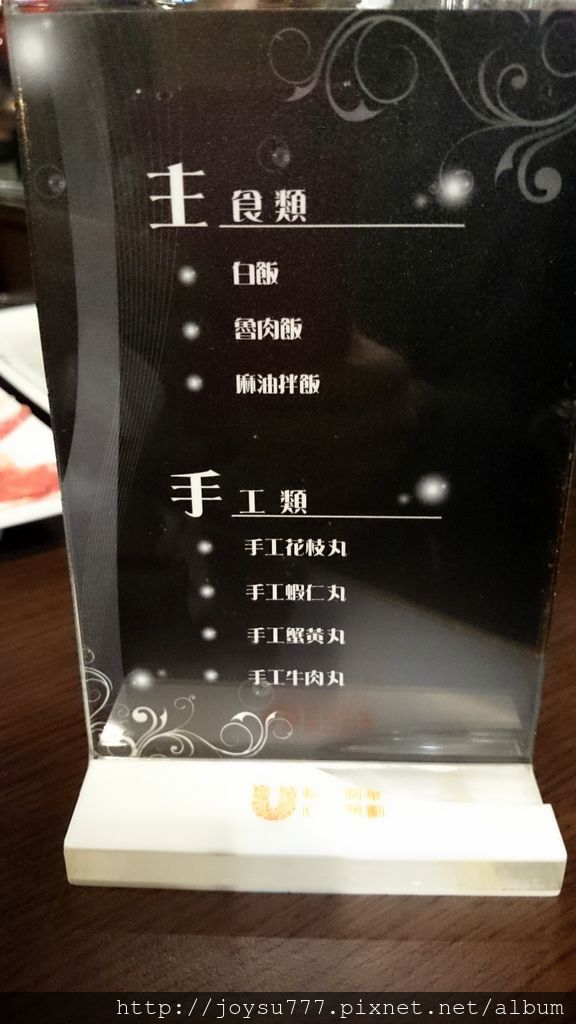 主食類
白飯
魯肉飯
麻油拌飯
手工類
手工花枝丸
手工蝦仁丸
手工蟹黃丸
手工牛肉丸
http://joysu777.pixnet.net/album